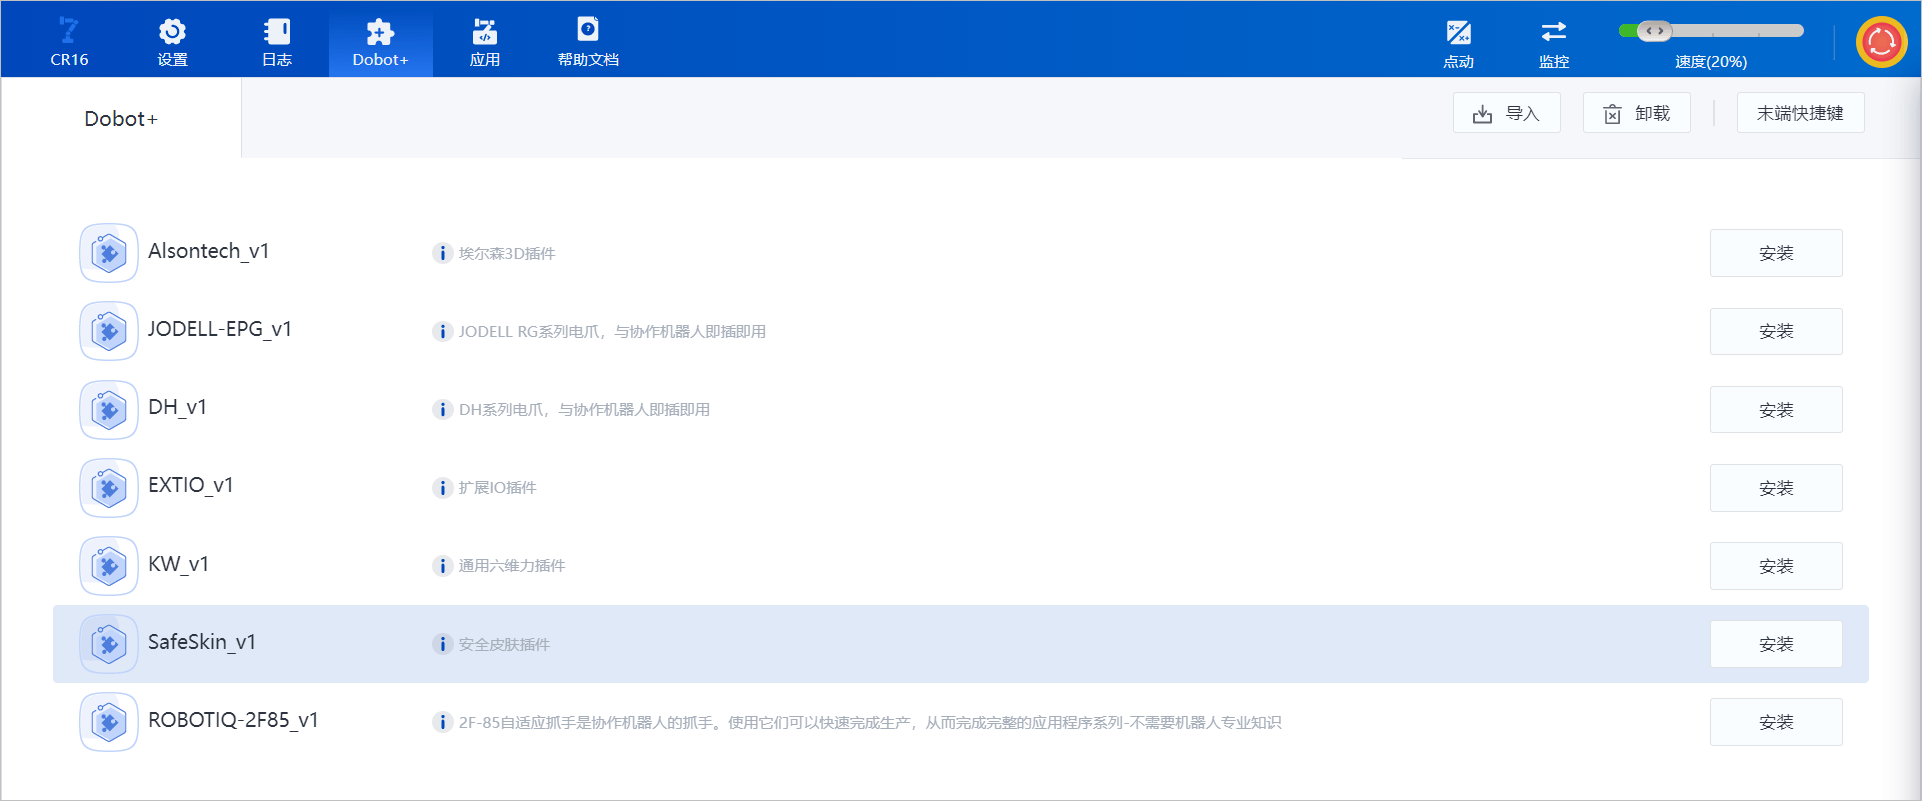 CR16
设置
日志
Dobot+
应用
帮助文档
点动
监控
速度(20%)
Dobot+
导入
卸载
末端快捷键
Alsontech_v1
埃尔森3D插件
安装
JODELL-EPG_v1
JODELL RG系列电爪，与协作机器人即插即用
安装
DH_v1
DH系列电爪，与协作机器人即插即用
安装
EXTIO_v1
扩展IO插件
安装
KW_v1
通用六维力插件
安装
SafeSkin_v1
安全皮肤插件
安装
ROBOTIQ-2F85_v1
2F-85自适应抓手是协作机器人的抓手。使用它们可以快速完成生产，从而完成完整的应用程序系列-不需要机器人专业知识
安装